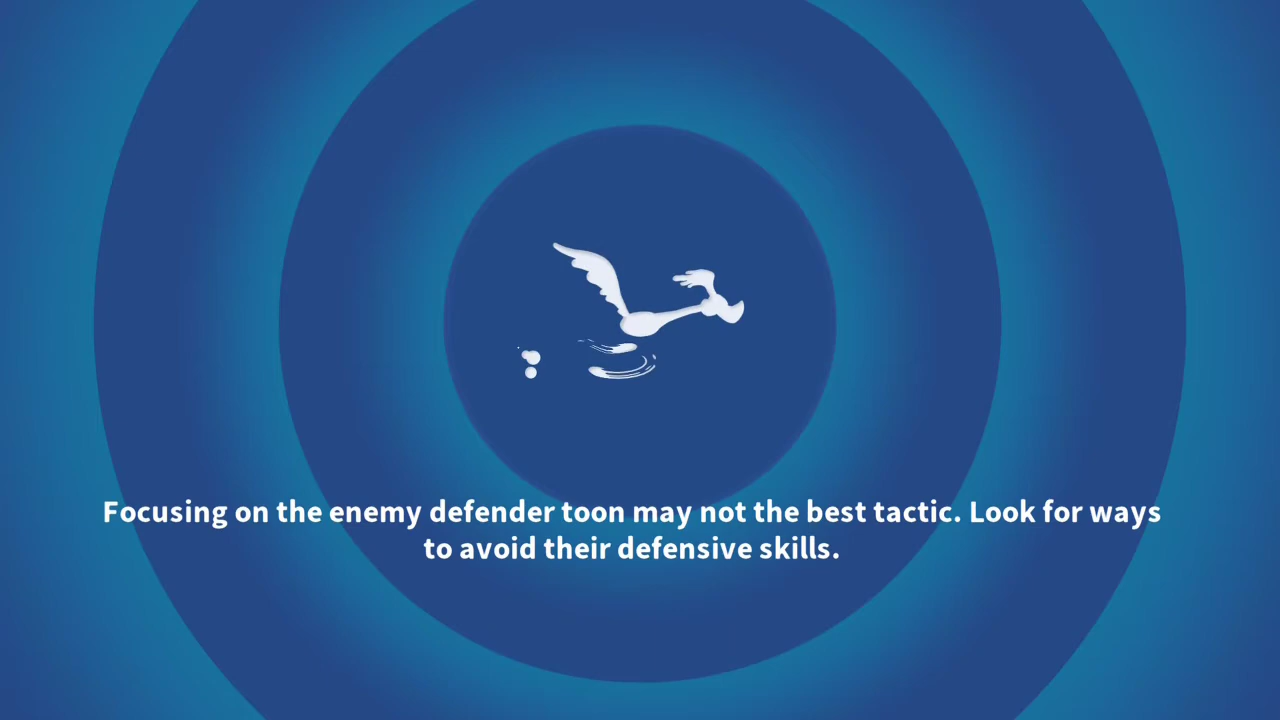 Focusing on the enemy defender toon may not the best tactic. Look for ways
to avoid their defensive skills.